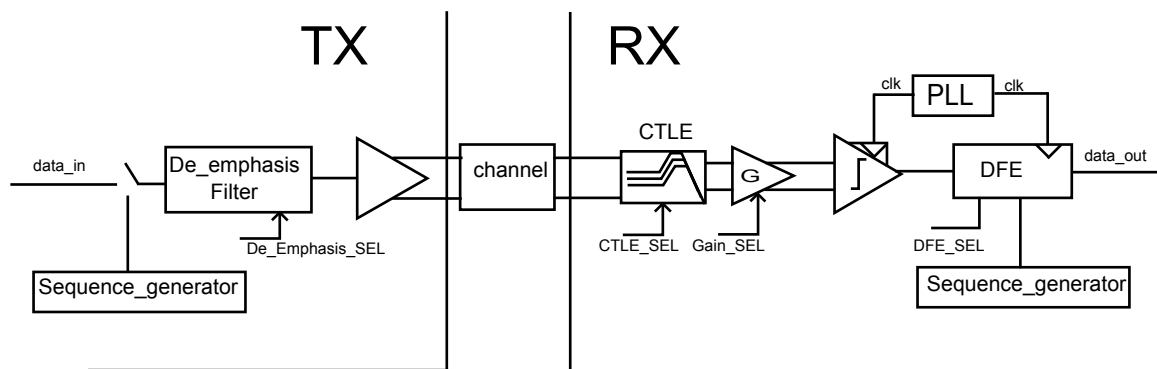 TX
RX
clk
PLL
clk
CTLE
data_in
De_emphasis
Filter
channel
G
DFE
data_out
De_Emphasis_SEL
CTLE_SEL
Gain_SEL
DFE_SEL
Sequence_generator
Sequence_generator